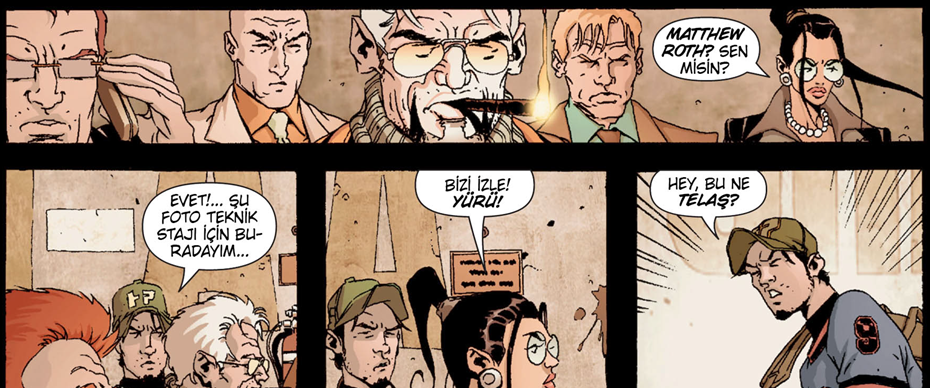 MATTHEW
ROTH? SEN
MİSİN?
EVET!... ŞU
FOTO TEKNİK
STAJI İÇİN BU-
RADAYIM...
BİZİ İZLE!
YÜRÜ!
HEY, BU NE
TELAŞ?
9